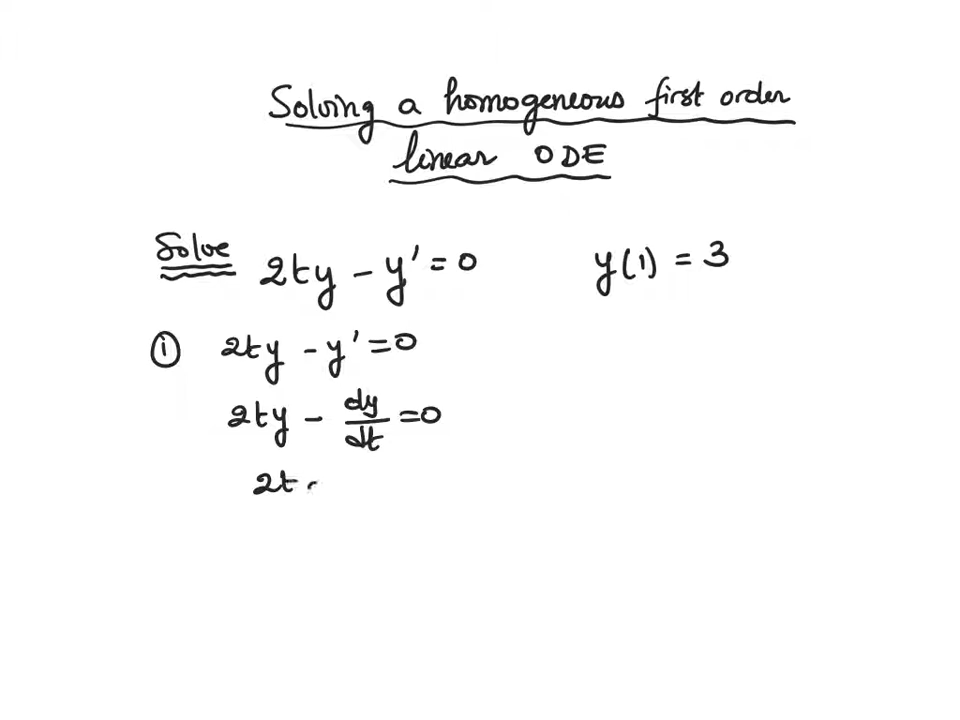 Solving a homogeneous first order
linear ODE
Solve 2ty - y' = 0 y(1) = 3
① 2ty - y' = 0
2ty - dy/dt = 0
2t